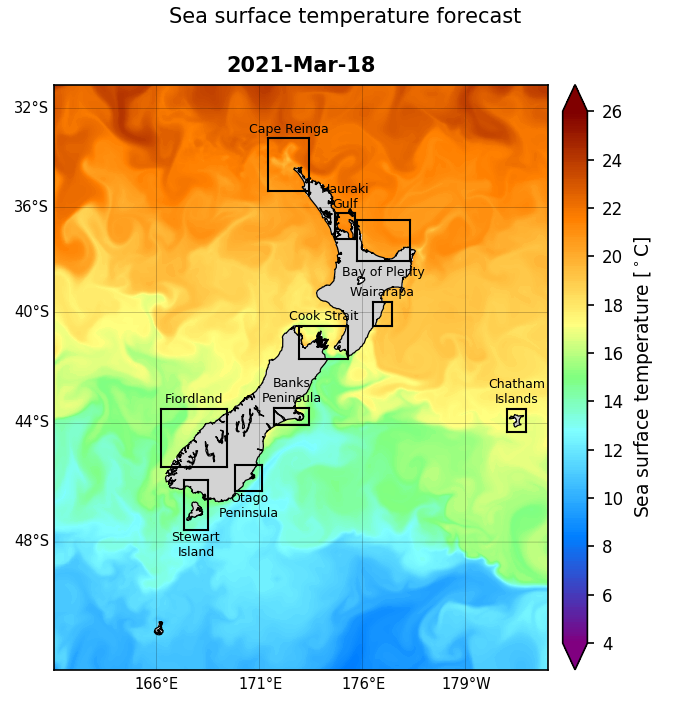 Sea surface temperature forecast
2021-Mar-18
32°S
36°S
40°S
44°S
48°S
166°E
171°E
176°E
179°W
Cape Reinga
Hauraki
Gulf
Bay of Plenty
Wairarapa
Cook Strait
Banks
Peninsula
Fiordland
Chatham
Islands
Otago
Peninsula
Stewart
Island
26
24
22
20
18
16
14
12
10
8
6
4
Sea surface temperature [°C]